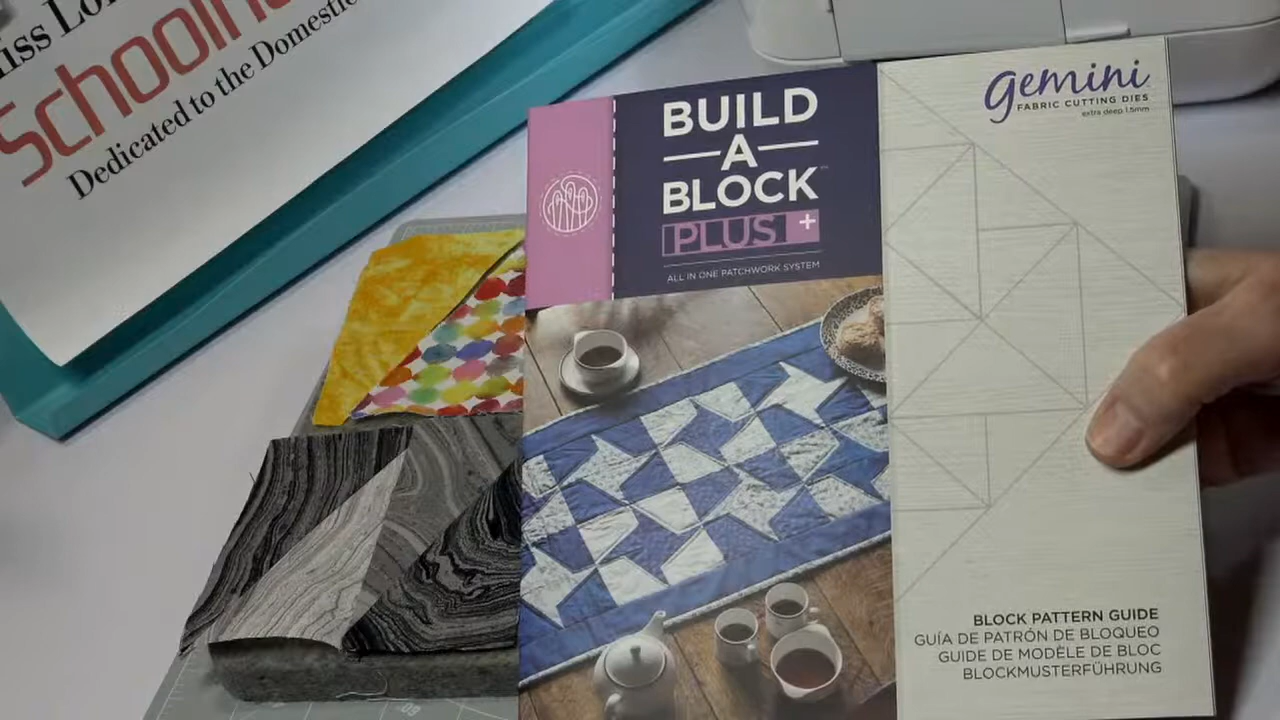 Dedicated to the Domestic
BUILD
A
BLOCK
PLUS +
ALL IN ONE PATCHWORK SYSTEM
gemini
FABRIC CUTTING DIES
extra deep 1.5mm
BLOCK PATTERN GUIDE
GUÍA DE PATRÓN DE BLOQUEO
GUIDE DE MODÈLE DE BLOC
BLOCKMUSTERFÜHRUNG
60